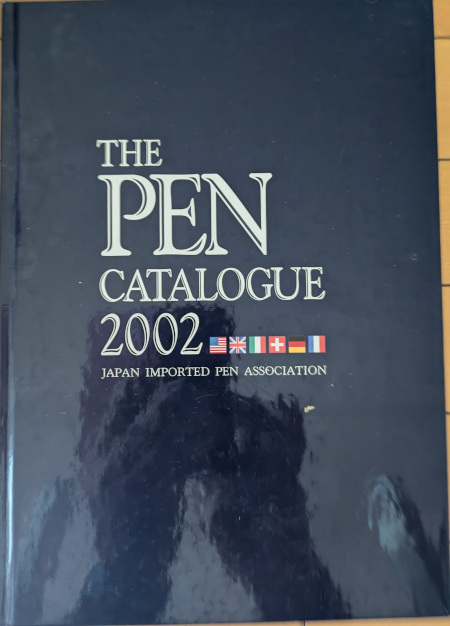 THE
PEN
CATALOGUE
2002
JAPAN IMPORTED PEN ASSOCIATION